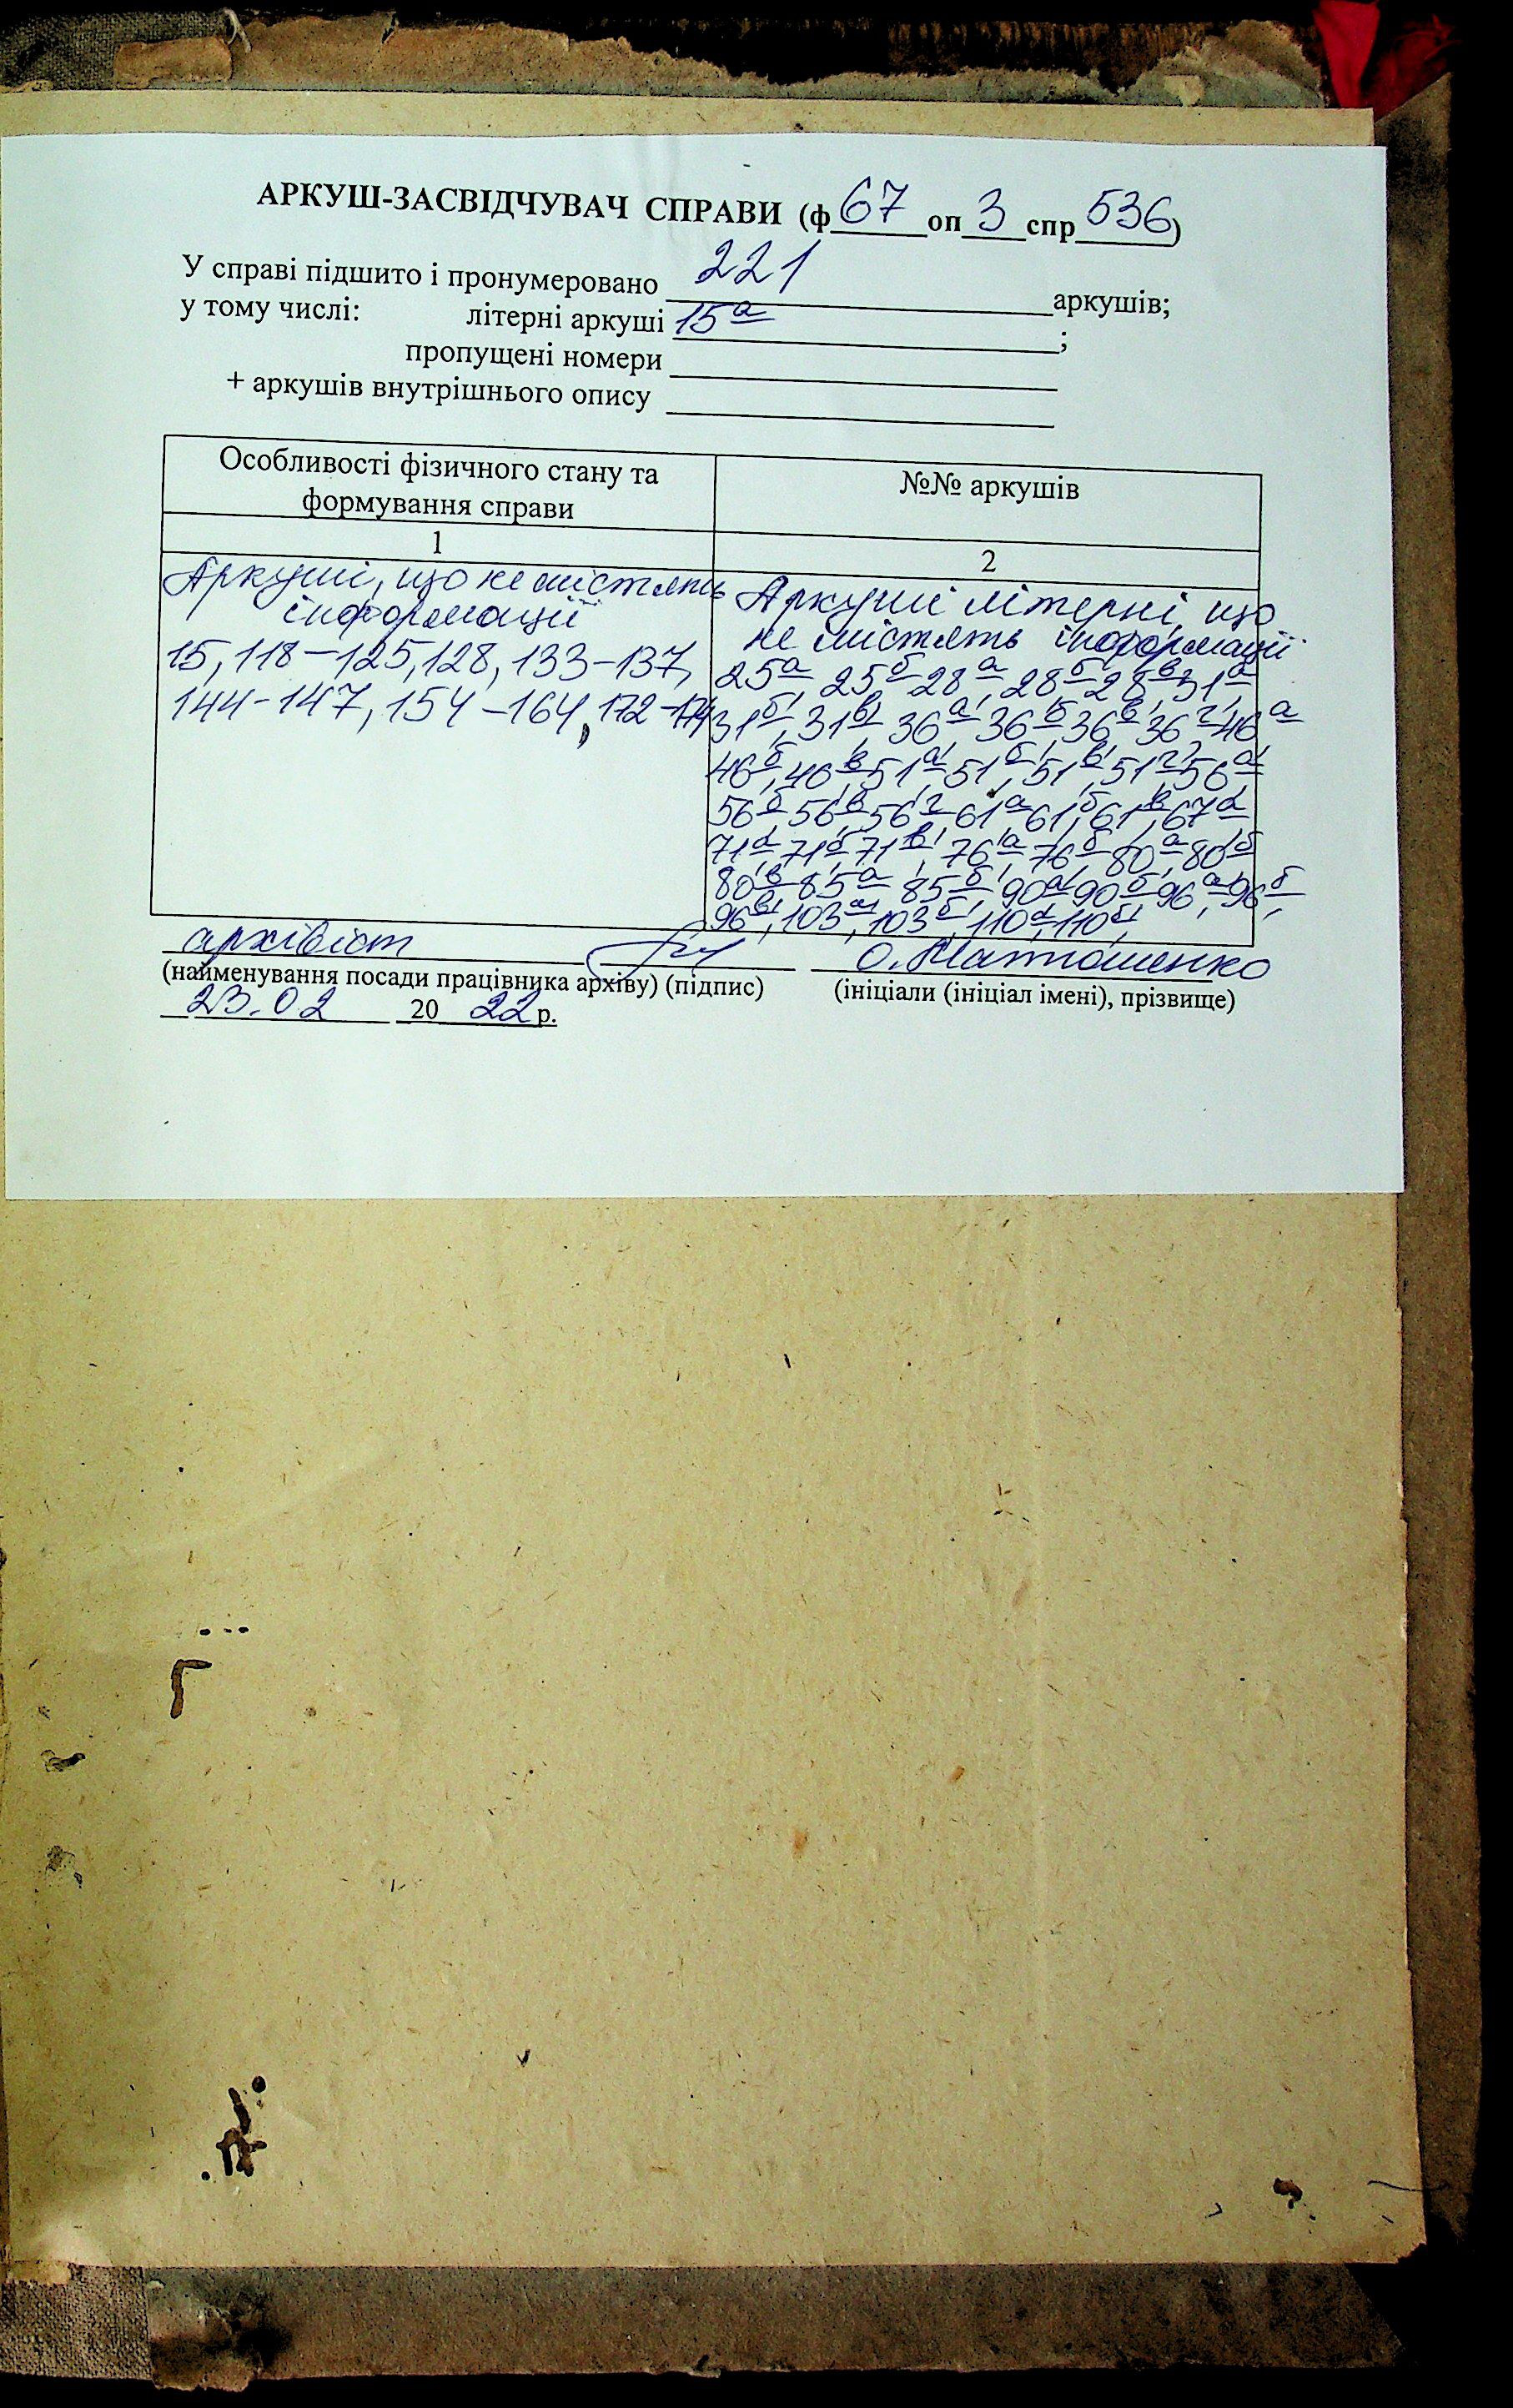 АРКУШ-ЗАСВІДЧУВАЧ СПРАВИ (ф 67 оп 3 спр 536)
У справі підшито і пронумеровано 221 аркушів;
у тому числі: літерні аркуші 15а ;
пропущені номери
+ аркушів внутрішнього опису
Особливості фізичного стану та
формування справи
№№ аркушів
1
2
Аркуші, що не містять
інформації
15, 118-125, 128, 133-137,
144-147, 154-164, 172-174
Аркуші літерні, що
не містять інформації
25а, 25б, 28а, 28б, 28в, 31а,
31б, 31в, 36а, 36б, 36в, 36г, 46а,
46б, 46в, 51а, 51б, 51в, 51г, 56а,
56б, 56в, 56г, 61а, 61б, 61в, 67а,
71а, 71б, 71в, 76а, 76б, 80а, 80б,
80в, 85а, 85б, 90а, 90б, 96а, 96б,
96в, 103а, 103б, 110а, 110б,
архівіст О. Матюшенко
(найменування посади працівника архіву) (підпис) (ініціали (ініціал імені), прізвище)
23.02 20 22 р.